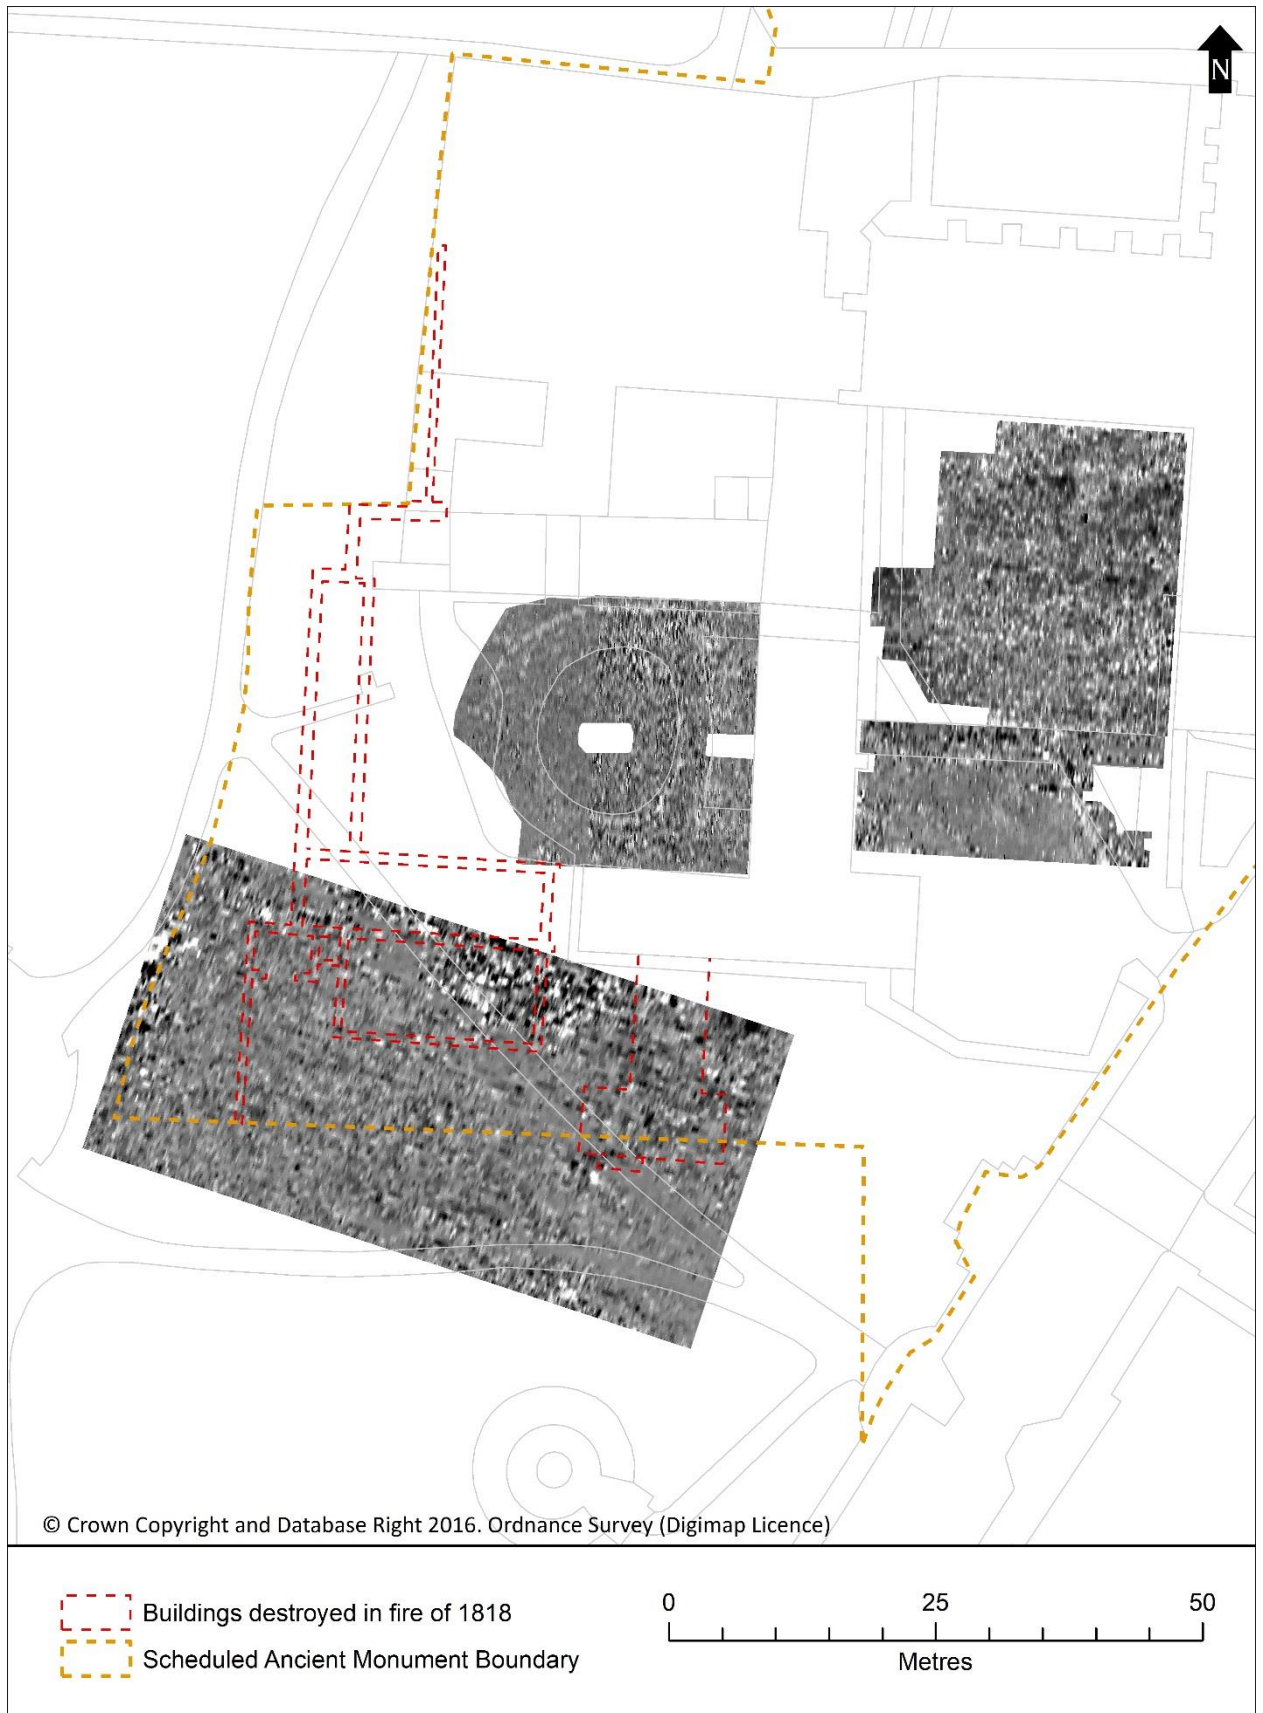 N
© Crown Copyright and Database Right 2016. Ordnance Survey (Digimap Licence)
Buildings destroyed in fire of 1818
Scheduled Ancient Monument Boundary
0 25 50
Metres